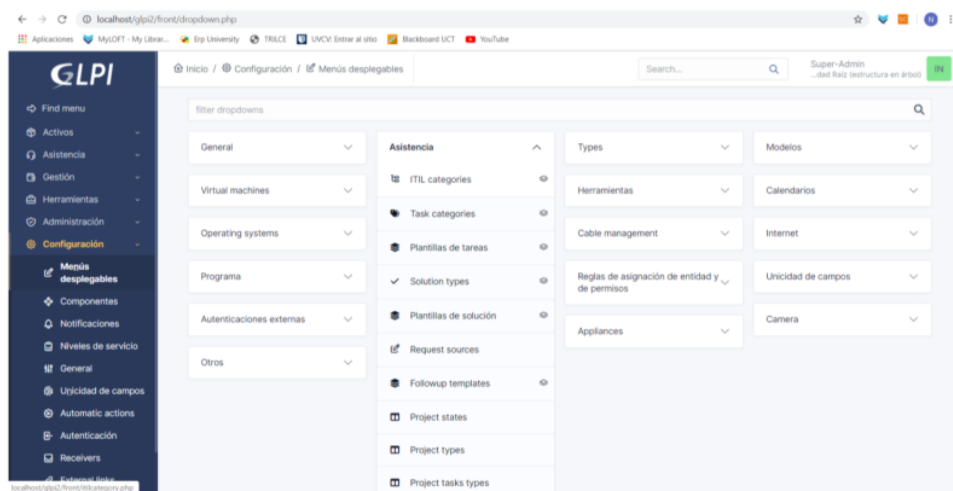 localhost/glpi2/front/dropdown.php
N
Aplicaciones
MyLOFT - My Librar...
Erp University
TRILCE
UVCV: Entrar al sitio
Blackboard UCT
YouTube
GLPI
Inicio / Configuración / Menús desplegables
Search...
Super-Admin
...dad Raíz (estructura en árbol)
IN
Find menu
Activos
Asistencia
Gestión
Herramientas
Administración
Configuración
Menús
desplegables
Componentes
Notificaciones
Niveles de servicio
General
Unicidad de campos
Automatic actions
Autenticación
Receivers
External links
localhost/glpi2/front/itilcategory.php
filter dropdowns
General
Virtual machines
Operating systems
Programa
Autenticaciones externas
Otros
Asistencia
ITIL categories
Task categories
Plantillas de tareas
Solution types
Plantillas de solución
Request sources
Followup templates
Project states
Project types
Project tasks types
Types
Herramientas
Cable management
Reglas de asignación de entidad y
de permisos
Appliances
Modelos
Calendarios
Internet
Unicidad de campos
Camera